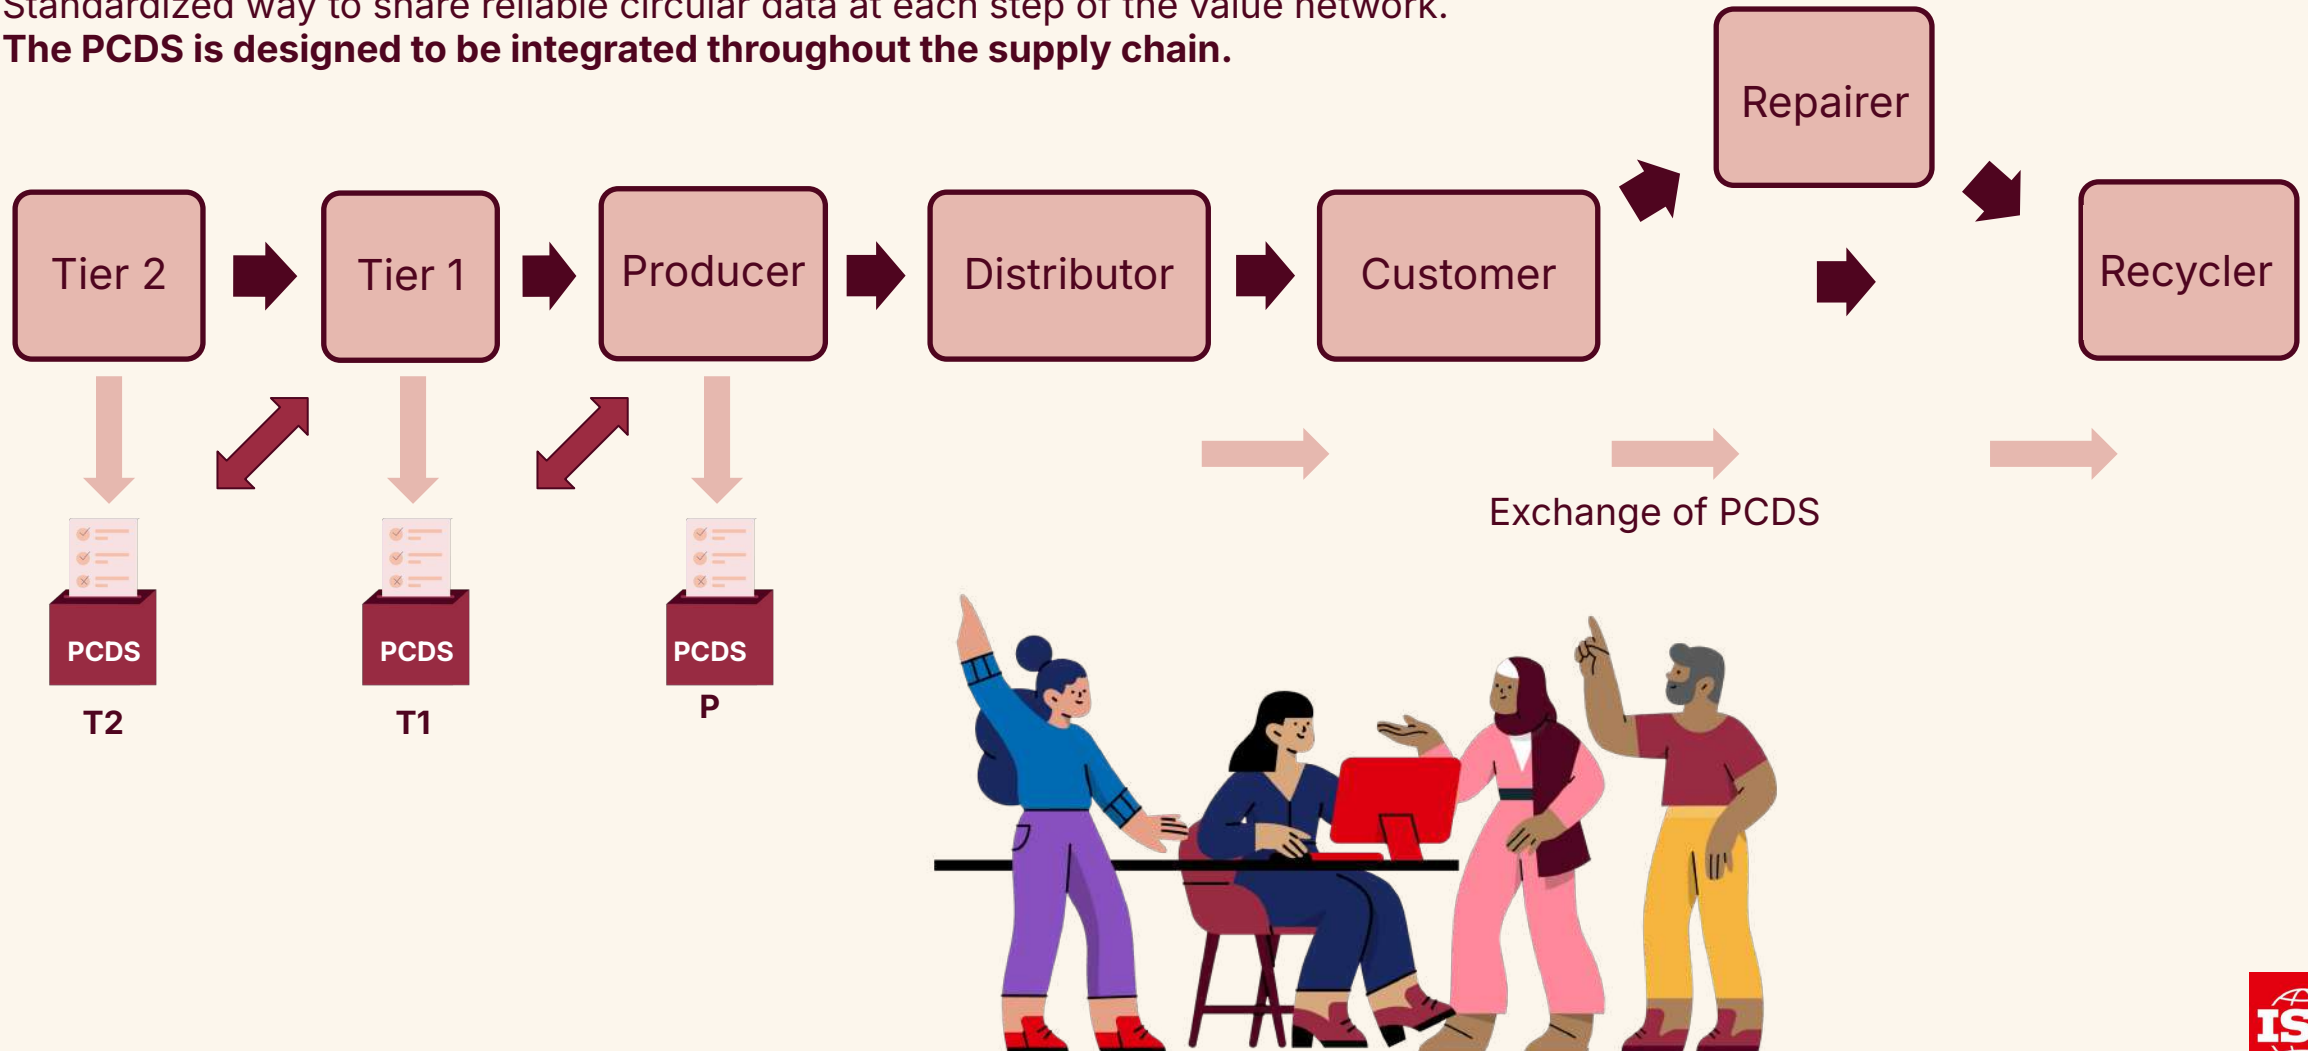 Standardized way to share reliable circular data at each step of the value network.
The PCDS is designed to be integrated throughout the supply chain.
Repairer
Tier 2
Tier 1
Producer
Distributor
Customer
Recycler
Exchange of PCDS
PCDS
PCDS
PCDS
T2
T1
P